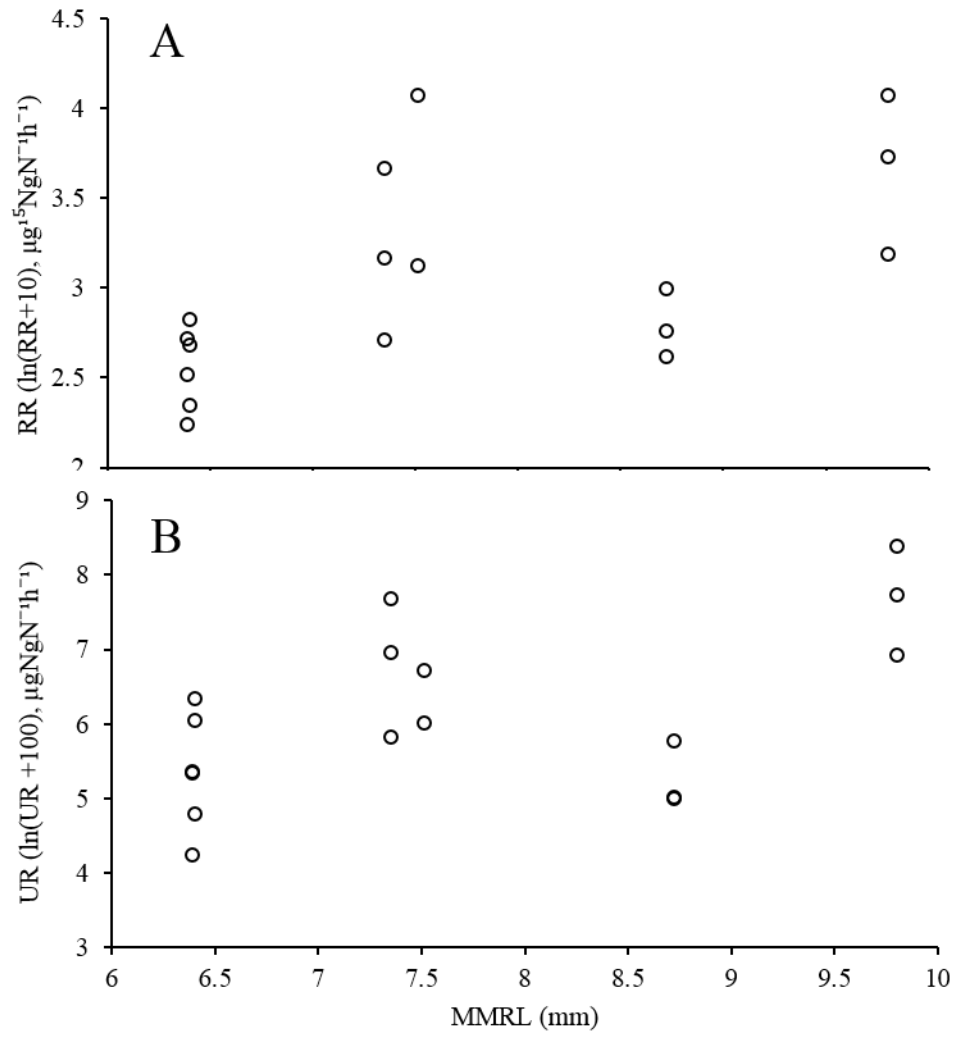 A
4.5
4
3.5
3
2.5
2
RR (ln(RR+10), µg¹⁵NgN⁻¹h⁻¹)
B
9
8
7
6
5
4
3
UR (ln(UR +100), µgNgN⁻¹h⁻¹)
6 6.5 7 7.5 8 8.5 9 9.5 10
MMRL (mm)